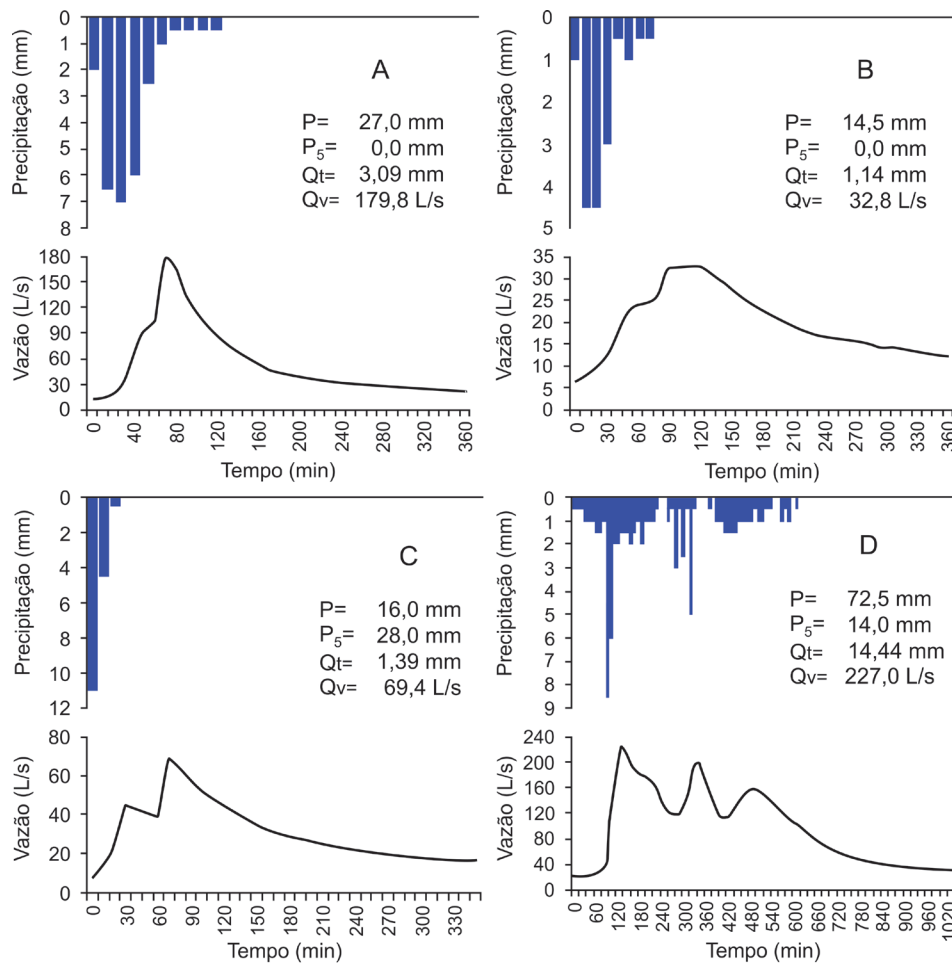 A
Precipitação (mm)
0
1
2
3
4
5
6
7
8
P= 27,0 mm
P5= 0,0 mm
Qt= 3,09 mm
Qv= 179,8 L/s
Vazão (L/s)
180
150
120
90
60
30
0
0 40 80 120 160 200 240 280 320 360
Tempo (min)
B
Precipitação (mm)
0
1
2
3
4
5
P= 14,5 mm
P5= 0,0 mm
Qt= 1,14 mm
Qv= 32,8 L/s
Vazão (L/s)
35
30
25
20
15
10
5
0
0 30 60 90 120 150 180 210 240 270 300 330 360
Tempo (min)
C
Precipitação (mm)
0
2
4
6
8
10
12
P= 16,0 mm
P5= 28,0 mm
Qt= 1,39 mm
Qv= 69,4 L/s
Vazão (L/s)
80
60
40
20
0
0 30 60 90 120 150 180 210 240 270 300 330
Tempo (min)
D
Precipitação (mm)
0
1
2
3
4
5
6
7
8
9
P= 72,5 mm
P5= 14,0 mm
Qt= 14,44 mm
Qv= 227,0 L/s
Vazão (L/s)
240
200
160
120
80
40
0
0 60 120 180 240 300 360 420 480 540 600 660 720 780 840 900 960 1020
Tempo (min)